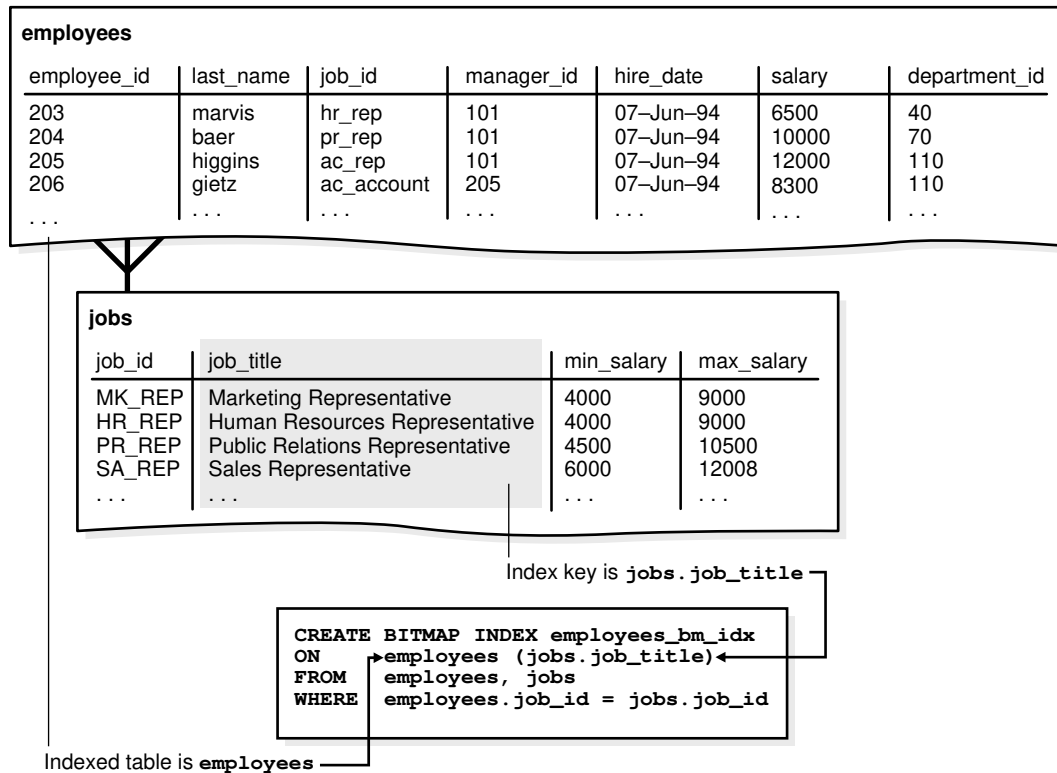 employees
employee_id last_name job_id manager_id hire_date salary department_id
203 marvis hr_rep 101 07–Jun–94 6500 40
204 baer pr_rep 101 07–Jun–94 10000 70
205 higgins ac_rep 101 07–Jun–94 12000 110
206 gietz ac_account 205 07–Jun–94 8300 110
. . . . . . . . . . . . . . . . . . . . .
jobs
job_id job_title min_salary max_salary
MK_REP Marketing Representative 4000 9000
HR_REP Human Resources Representative 4000 9000
PR_REP Public Relations Representative 4500 10500
SA_REP Sales Representative 6000 12008
. . . . . . . . . . . .
Index key is jobs.job_title
CREATE BITMAP INDEX employees_bm_idx
ON employees (jobs.job_title)
FROM employees, jobs
WHERE employees.job_id = jobs.job_id
Indexed table is employees